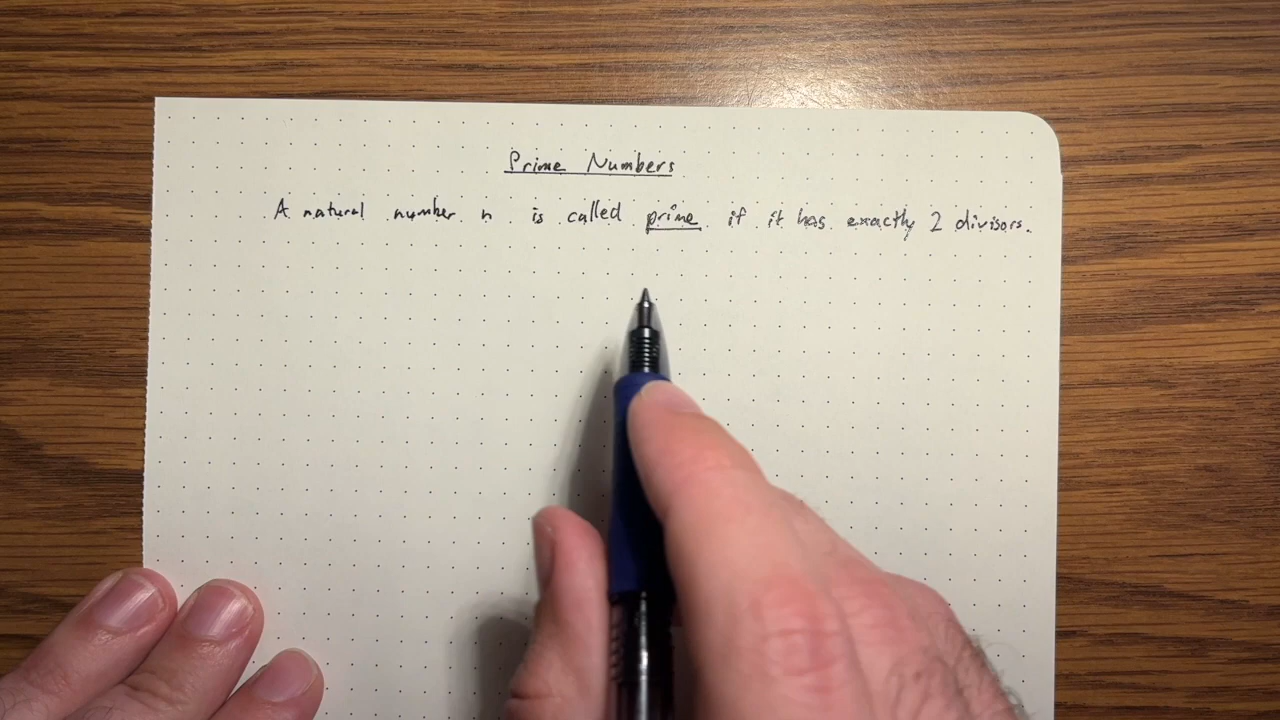 Prime Numbers
A natural number n is called prime if it has exactly 2 divisors.